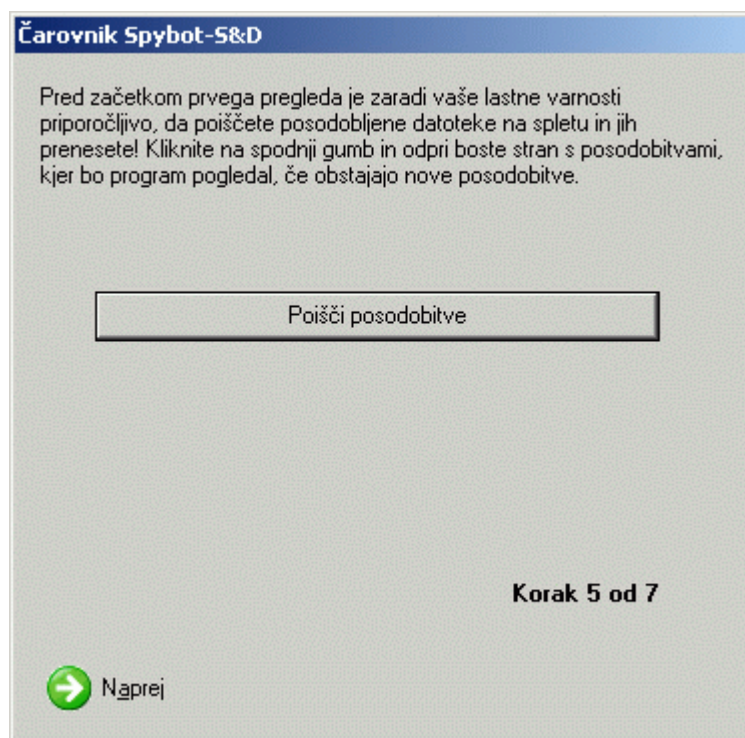 Čarovnik Spybot-S&D
Pred začetkom prvega pregleda je zaradi vaše lastne varnosti
priporočljivo, da poiščete posodobljene datoteke na spletu in jih
prenesete! Kliknite na spodnji gumb in odpri boste stran s posodobitvami,
kjer bo program pogledal, če obstajajo nove posodobitve.
Poišči posodobitve
Korak 5 od 7
Naprej